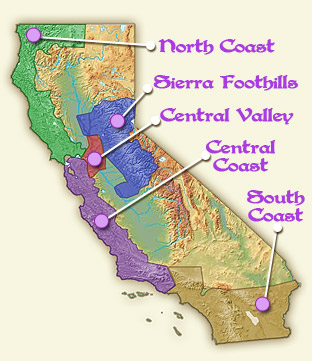 North Coast
Sierra Foothills
Central Valley
Central
Coast
South
Coast